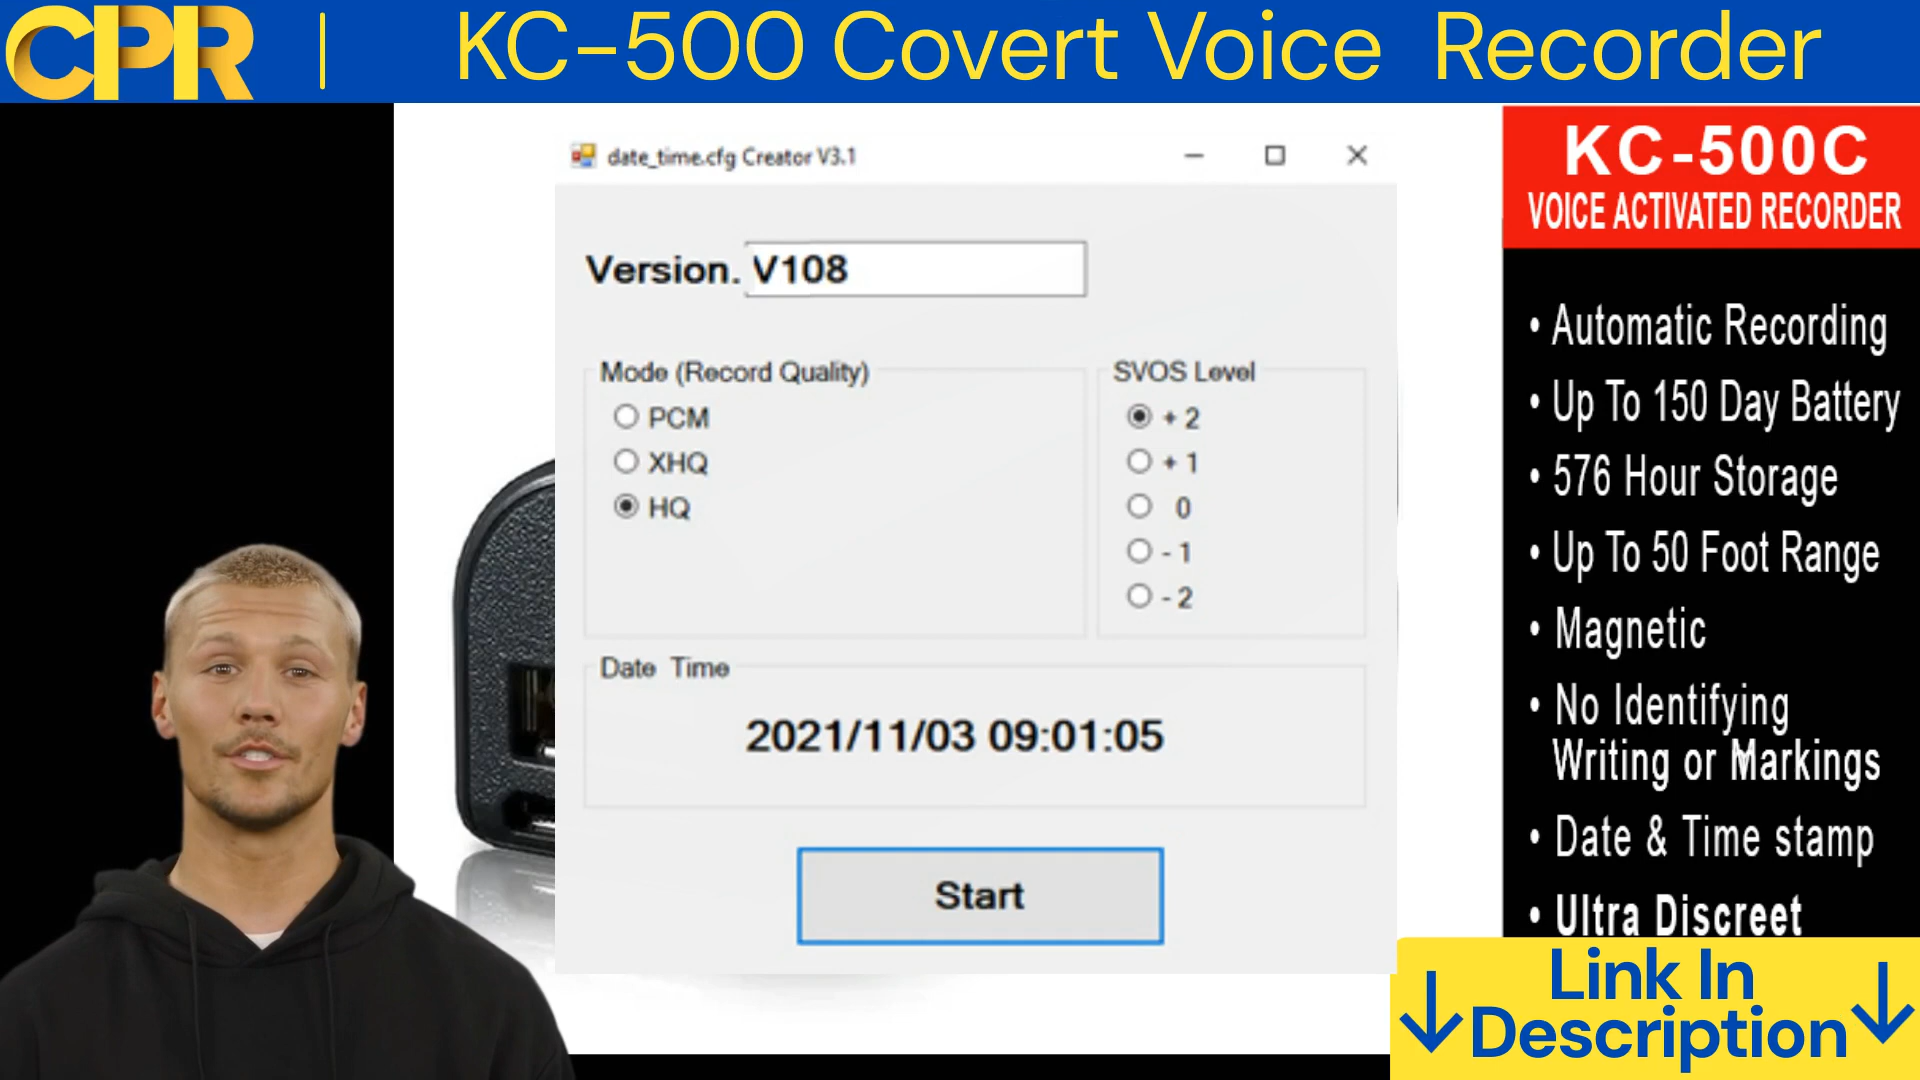 CPR | KC-500 Covert Voice Recorder
date_time.cfg Creator V3.1
Version. V108
Mode (Record Quality)
PCM
XHQ
HQ
SVOS Level
+ 2
+ 1
0
- 1
- 2
Date Time
2021/11/03 09:01:05
Start
KC-500C
VOICE ACTIVATED RECORDER
• Automatic Recording
• Up To 150 Day Battery
• 576 Hour Storage
• Up To 50 Foot Range
• Magnetic
• No Identifying
Writing or Markings
• Date & Time stamp
• Ultra Discreet
Link In
Description